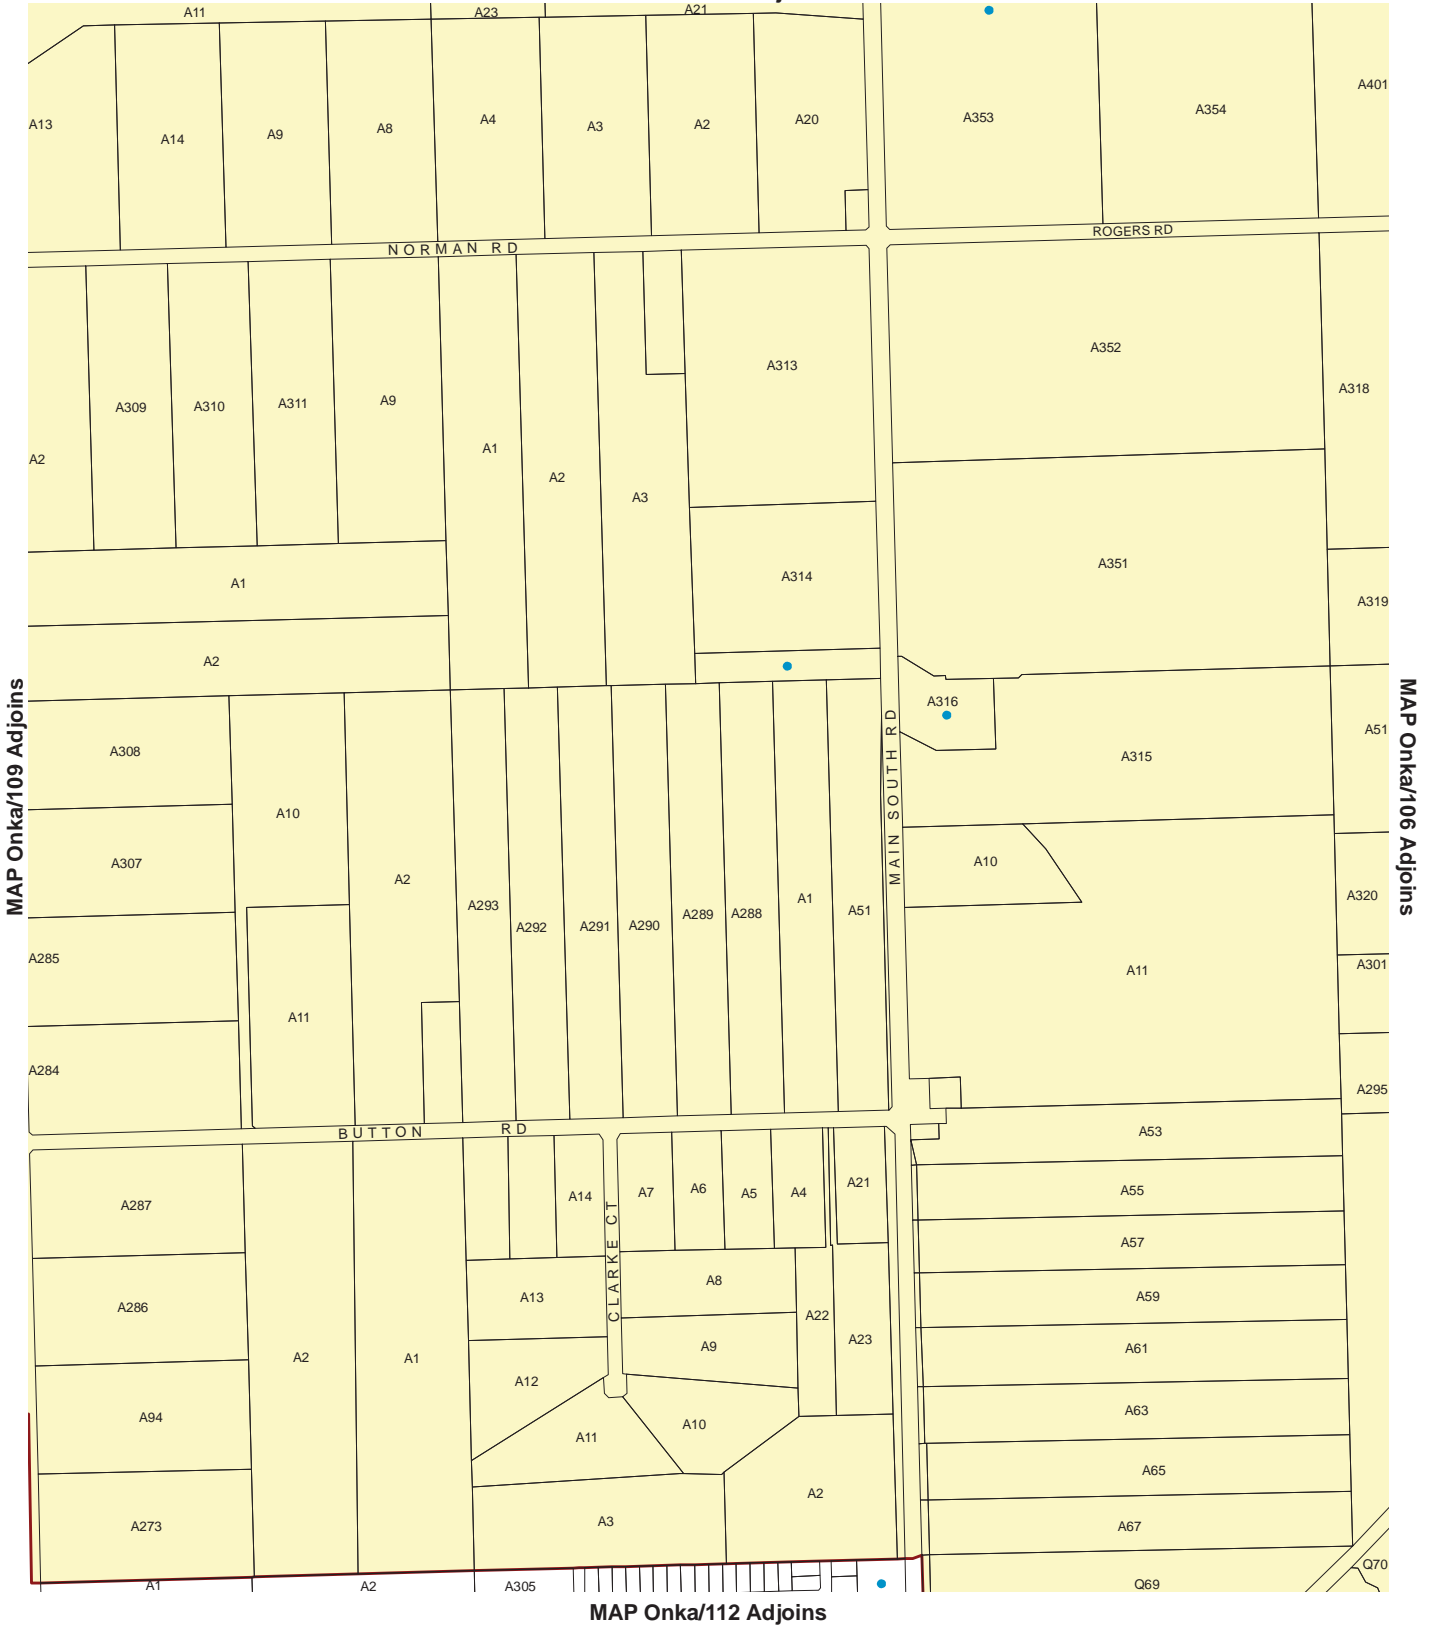 A11
A23
A21
A401
A13
A14
A9
A8
A4
A3
A2
A20
A353
A354
NORMAN RD
ROGERS RD
A313
A352
A318
A309
A310
A311
A9
A2
A1
A2
A3
A1
A314
A351
A319
A2
MAP Onka/109 Adjoins
MAP Onka/106 Adjoins
A316
A51
A308
A315
MAIN SOUTH RD
A10
A307
A10
A2
A293
A292
A291
A290
A289
A288
A1
A51
A320
A285
A11
A301
A11
A284
A295
BUTTON RD
A53
A287
A14
A7
A6
A5
A4
A21
A55
CLARKE CT
A57
A286
A13
A8
A22
A23
A59
A2
A1
A9
A61
A12
A94
A11
A10
A63
A65
A273
A3
A2
A67
A1
A2
A305
Q69
Q70
MAP Onka/112 Adjoins